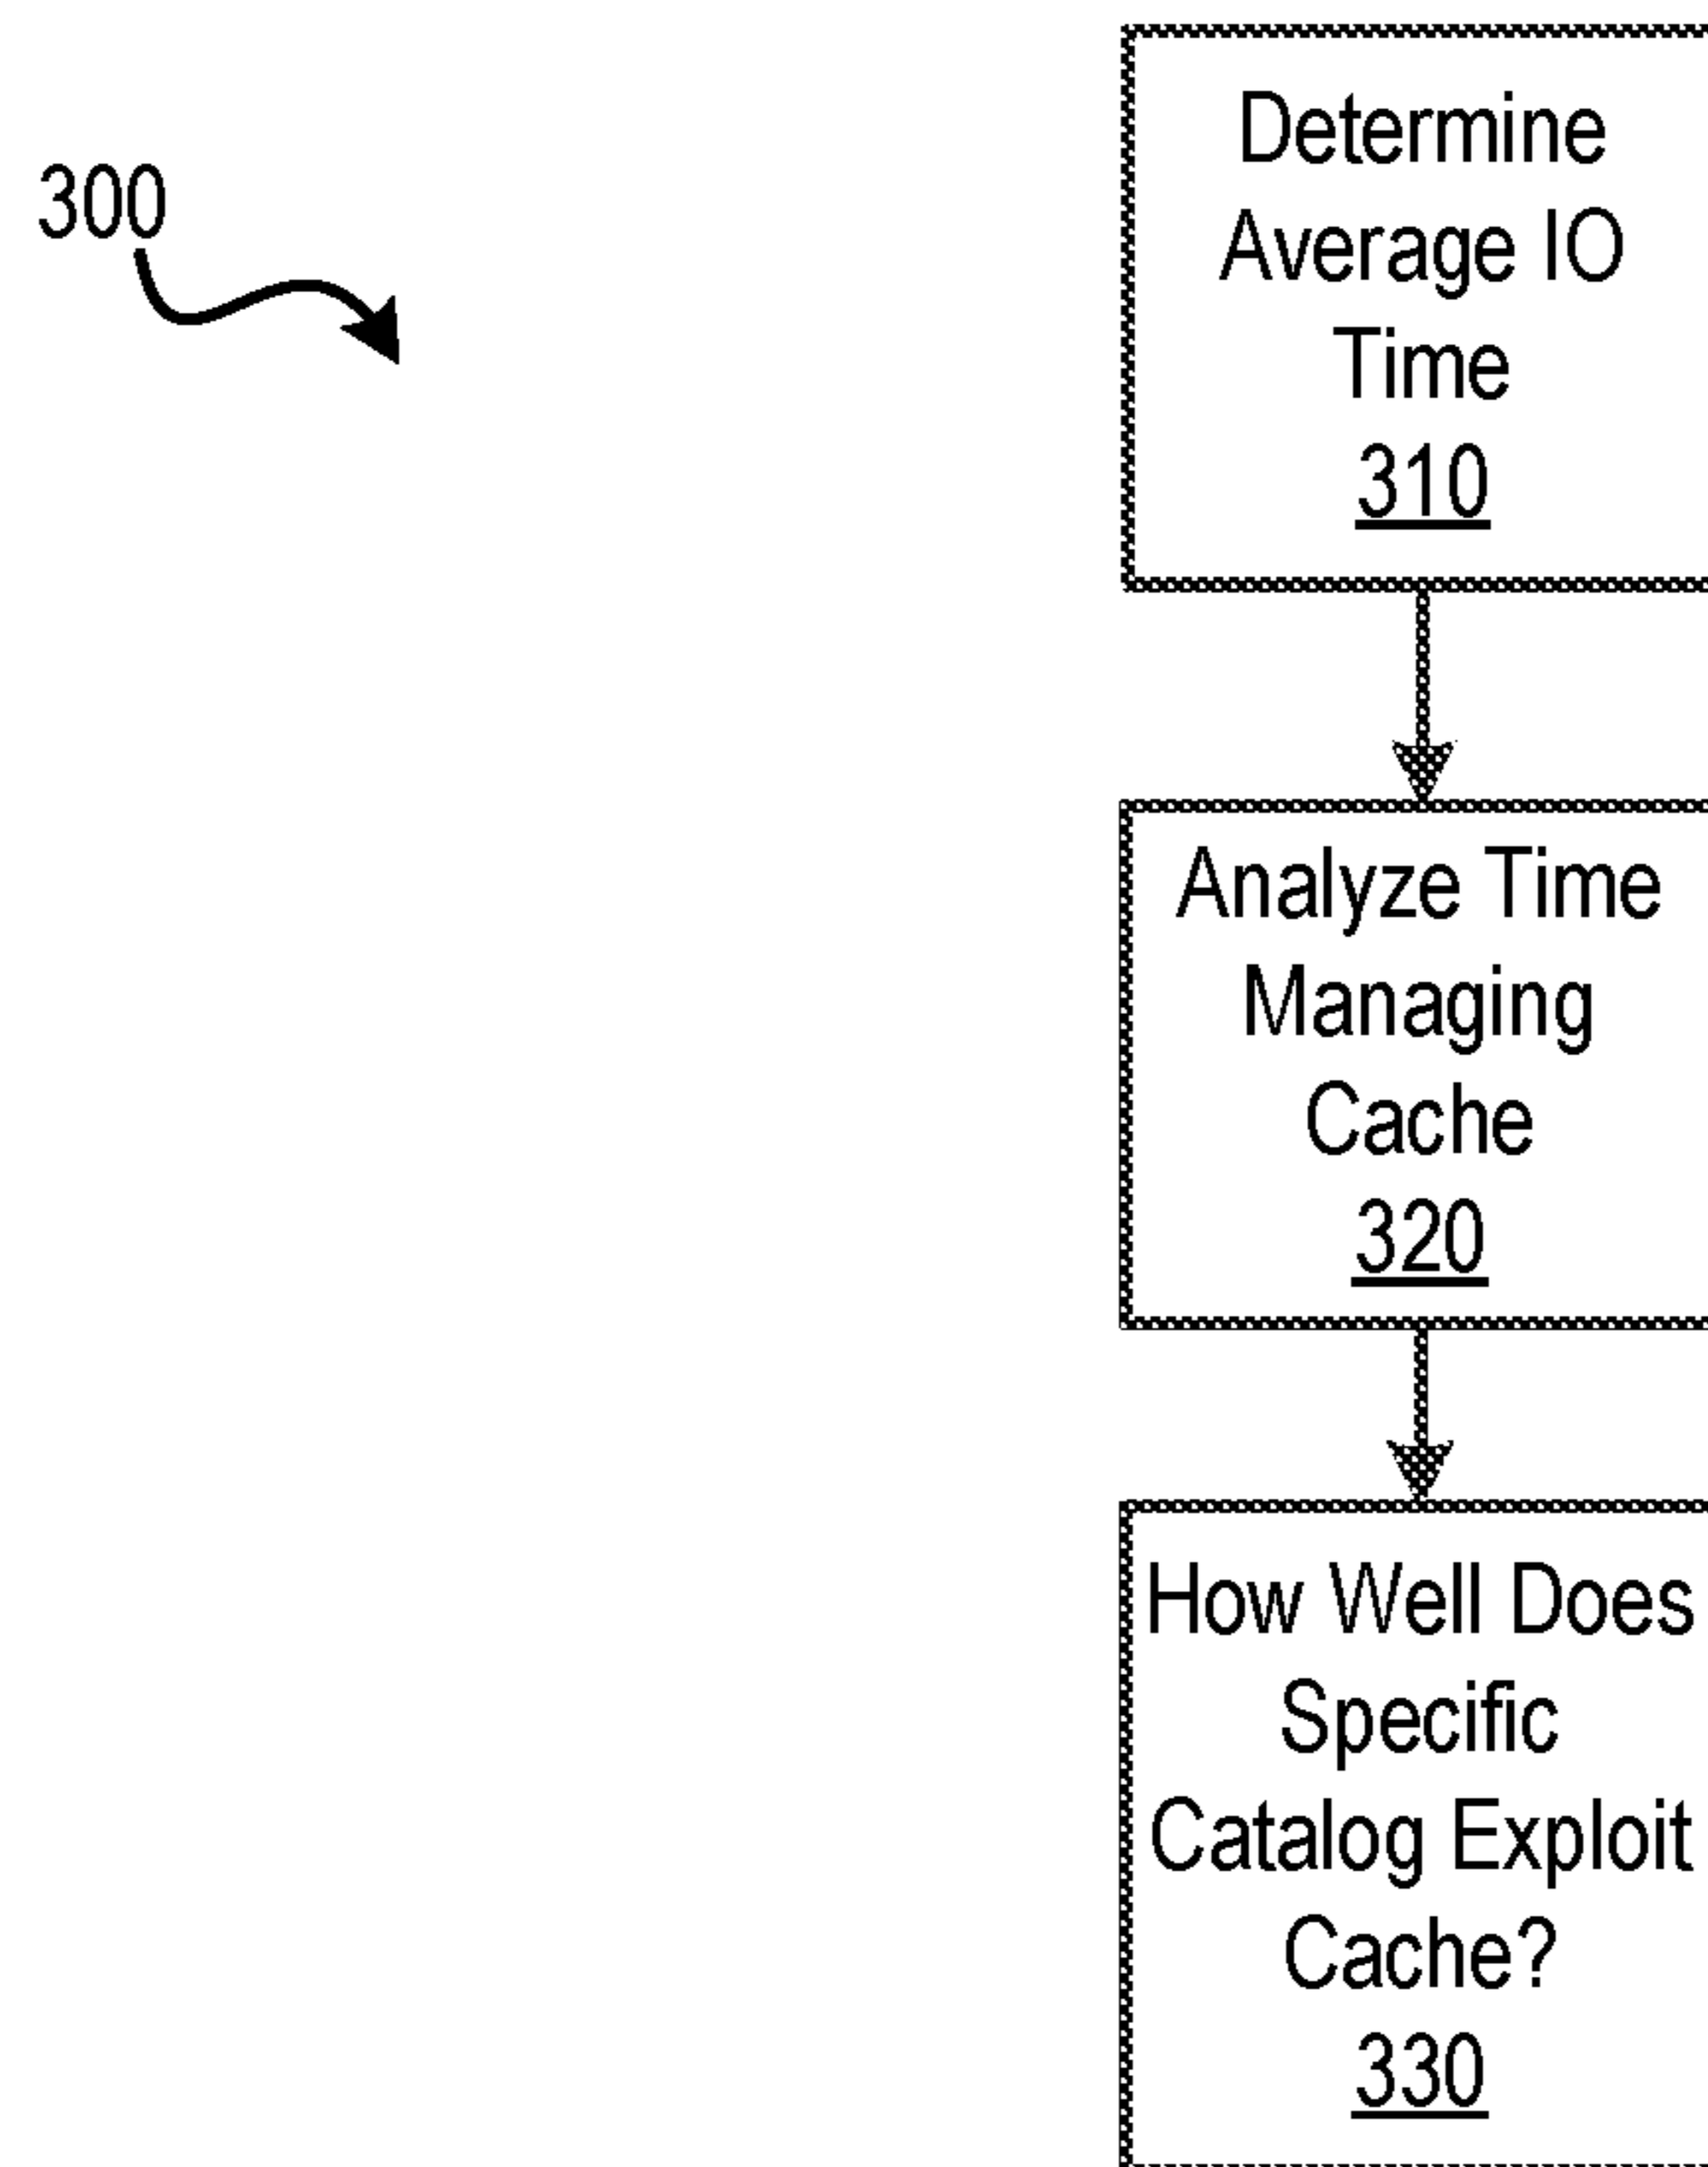 300
Determine
Average IO
Time
310
Analyze Time
Managing
Cache
320
How Well Does
Specific
Catalog Exploit
Cache?
330